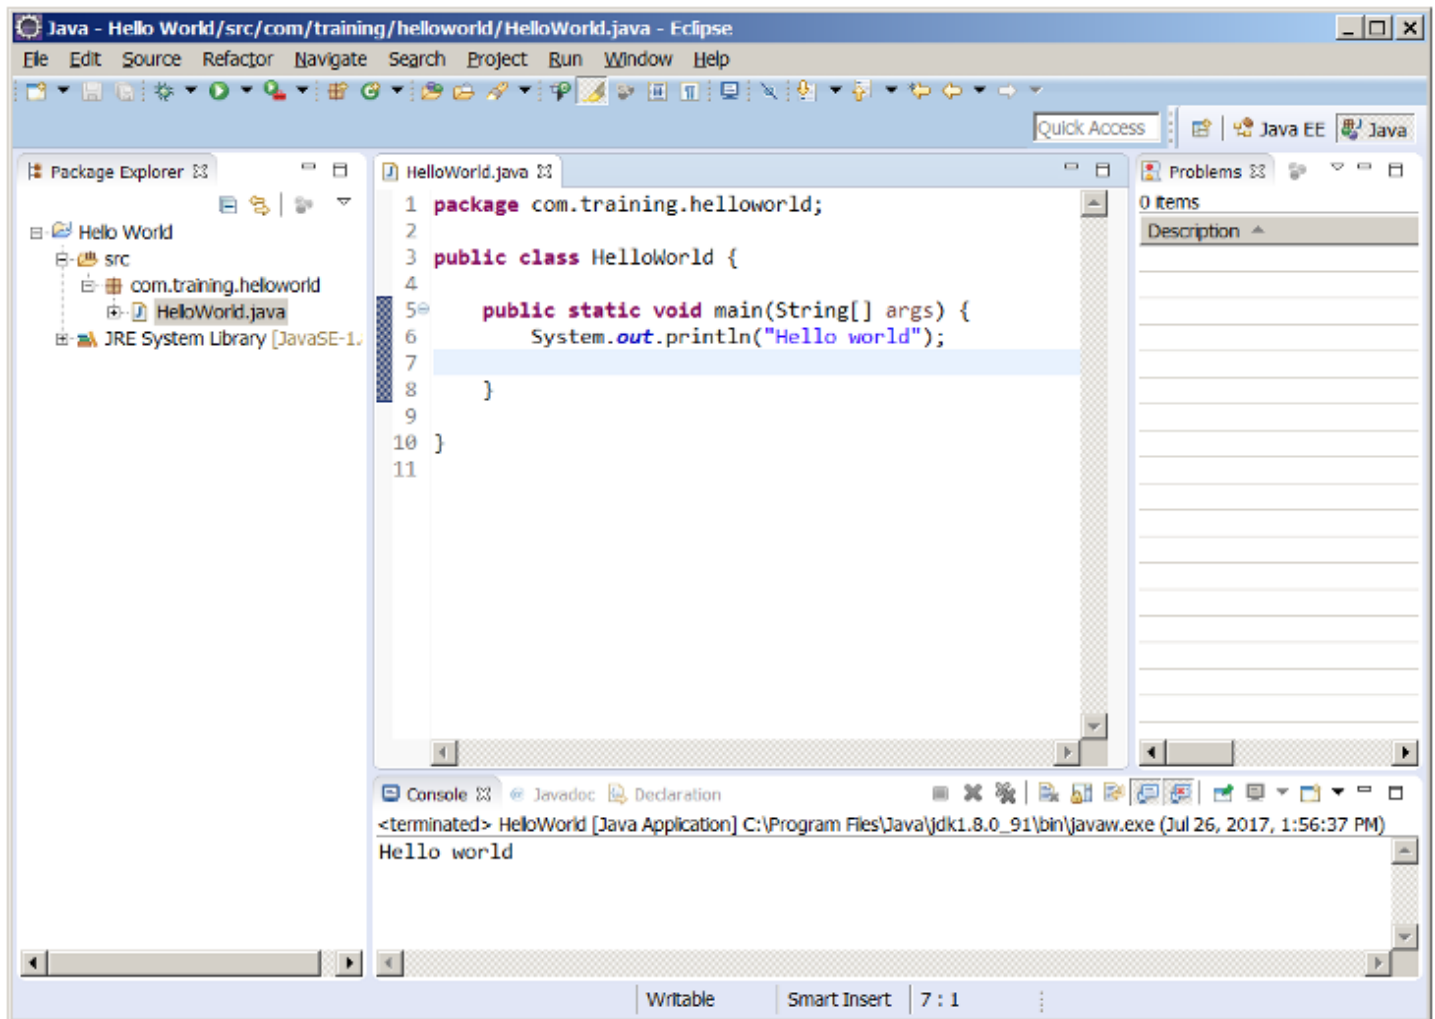 Java - Hello World/src/com/training/helloworld/HelloWorld.java - Eclipse
File Edit Source Refactor Navigate Search Project Run Window Help
Quick Access Java EE Java
Package Explorer
Hello World
src
com.training.helloworld
HelloWorld.java
JRE System Library [JavaSE-1.
HelloWorld.java
1 package com.training.helloworld;
2
3 public class HelloWorld {
4
5 public static void main(String[] args) {
6 System.out.println("Hello world");
7
8 }
9
10 }
11
Problems
0 items
Description
Console Javadoc Declaration
<terminated> HelloWorld [Java Application] C:\Program Files\Java\jdk1.8.0_91\bin\javaw.exe (Jul 26, 2017, 1:56:37 PM)
Hello world
Writable Smart Insert 7 : 1